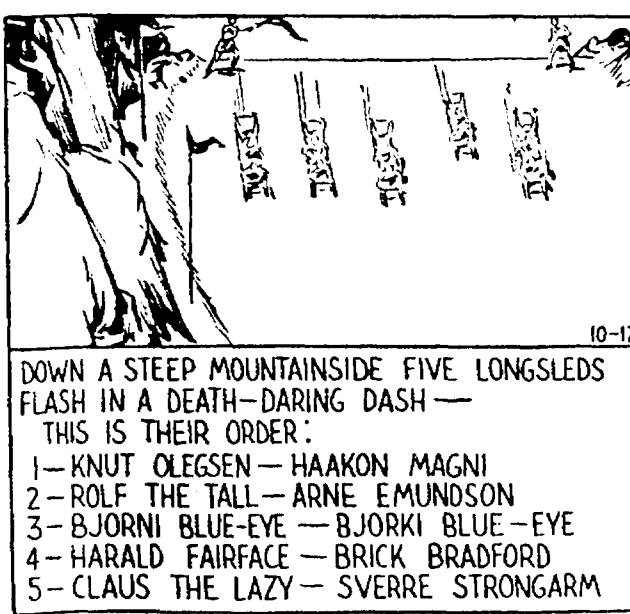 10-12
DOWN A STEEP MOUNTAINSIDE FIVE LONGSLEDS
FLASH IN A DEATH-DARING DASH —
THIS IS THEIR ORDER:
1 - KNUT OLEGSEN - HAAKON MAGNI
2 - ROLF THE TALL - ARNE EMUNDSON
3 - BJORNI BLUE-EYE - BJORKI BLUE-EYE
4 - HARALD FAIRFACE - BRICK BRADFORD
5 - CLAUS THE LAZY - SVERRE STRONGARM